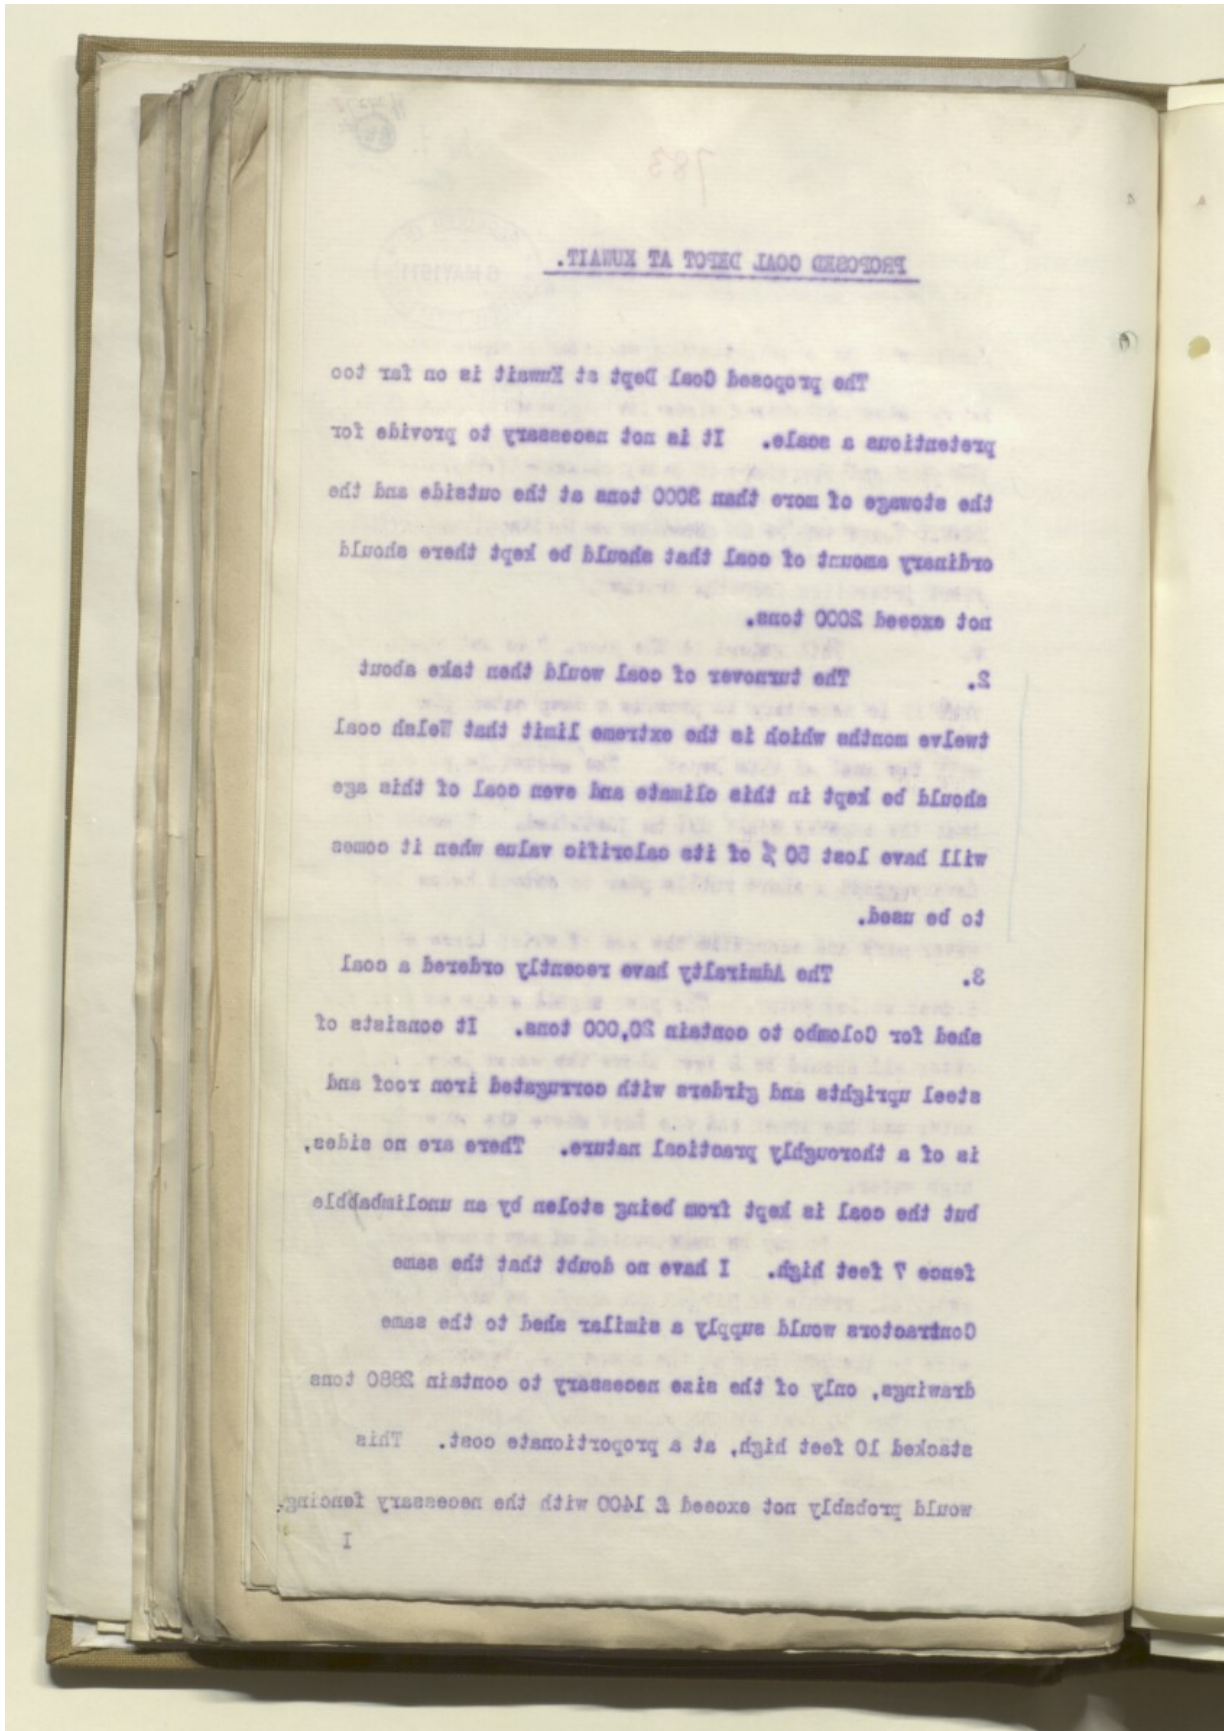 783
PROPOSED COAL DEPOT AT KUWAIT.
6 MAY 1911
The proposed Coal Dept at Kuwait is on far too
pretentious a scale. It is not necessary to provide for
the stowage of more than 3000 tons at the outside and the
ordinary amount of coal that should be kept there should
not exceed 2000 tons.
2. The turnover of coal would then take about
twelve months which is the extreme limit that Welsh coal
should be kept in this climate and even coal of this age
will have lost 50 % of its calorific value when it comes
to be used.
3. The Admiralty have recently ordered a coal
shed for Colombo to contain 20,000 tons. It consists of
steel uprights and girders with corrugated iron roof and
is of a thoroughly practical nature. There are no sides,
but the coal is kept from being stolen by an unclimbabble
fence 7 feet high. I have no doubt that the same
Contractors would supply a similar shed to the same
drawings, only of the size necessary to contain 2880 tons
stacked 10 feet high, at a proportionate cost. This
would probably not exceed £ 1400 with the necessary fencing.
I